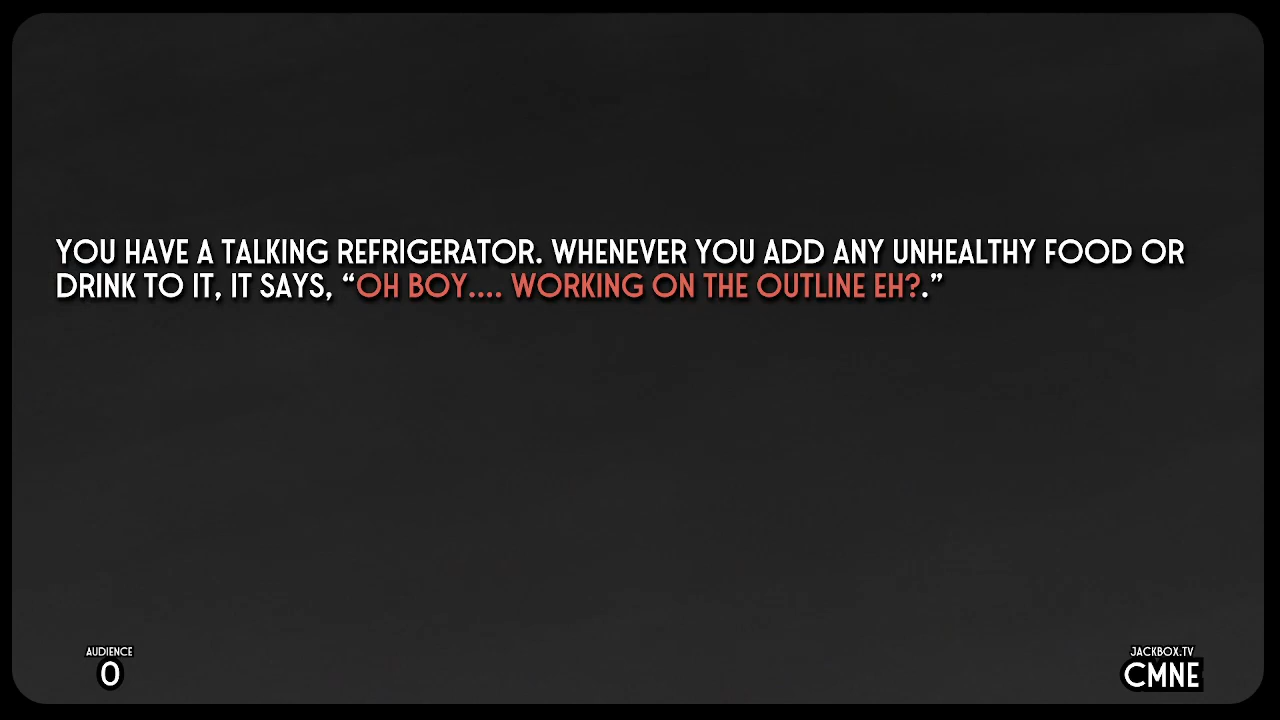 YOU HAVE A TALKING REFRIGERATOR. WHENEVER YOU ADD ANY UNHEALTHY FOOD OR
DRINK TO IT, IT SAYS, “OH BOY.... WORKING ON THE OUTLINE EH?.”
AUDIENCE
0
JACKBOX.TV
CMNE